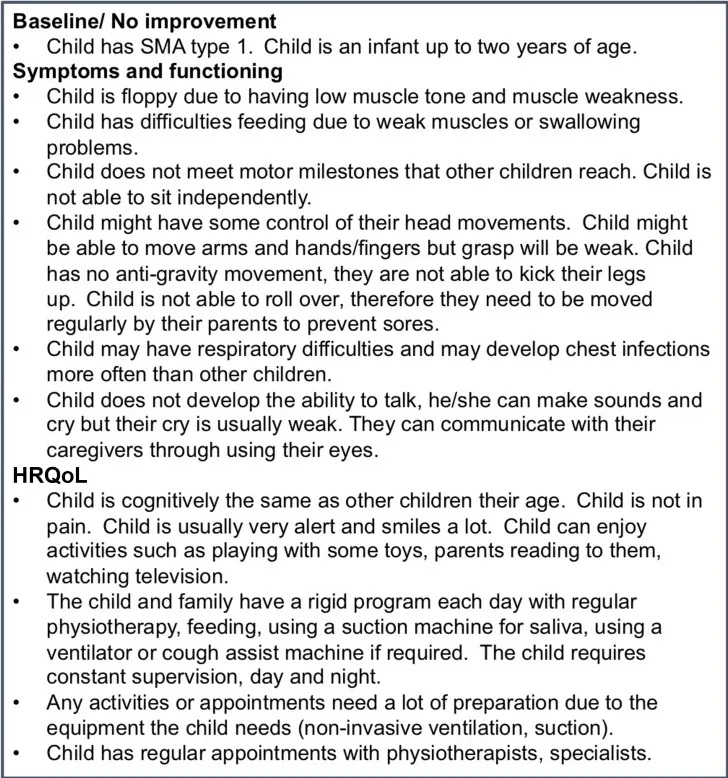 Baseline/ No improvement
• Child has SMA type 1.  Child is an infant up to two years of age.
Symptoms and functioning
• Child is floppy due to having low muscle tone and muscle weakness.
• Child has difficulties feeding due to weak muscles or swallowing
problems.
• Child does not meet motor milestones that other children reach. Child is
not able to sit independently.
• Child might have some control of their head movements.  Child might
be able to move arms and hands/fingers but grasp will be weak. Child
has no anti-gravity movement, they are not able to kick their legs
up.  Child is not able to roll over, therefore they need to be moved
regularly by their parents to prevent sores.
• Child may have respiratory difficulties and may develop chest infections
more often than other children.
• Child does not develop the ability to talk, he/she can make sounds and
cry but their cry is usually weak. They can communicate with their
caregivers through using their eyes.
HRQoL
• Child is cognitively the same as other children their age.  Child is not in
pain.  Child is usually very alert and smiles a lot.  Child can enjoy
activities such as playing with some toys, parents reading to them,
watching television.
• The child and family have a rigid program each day with regular
physiotherapy, feeding, using a suction machine for saliva, using a
ventilator or cough assist machine if required.  The child requires
constant supervision, day and night.
• Any activities or appointments need a lot of preparation due to the
equipment the child needs (non-invasive ventilation, suction).
• Child has regular appointments with physiotherapists, specialists.